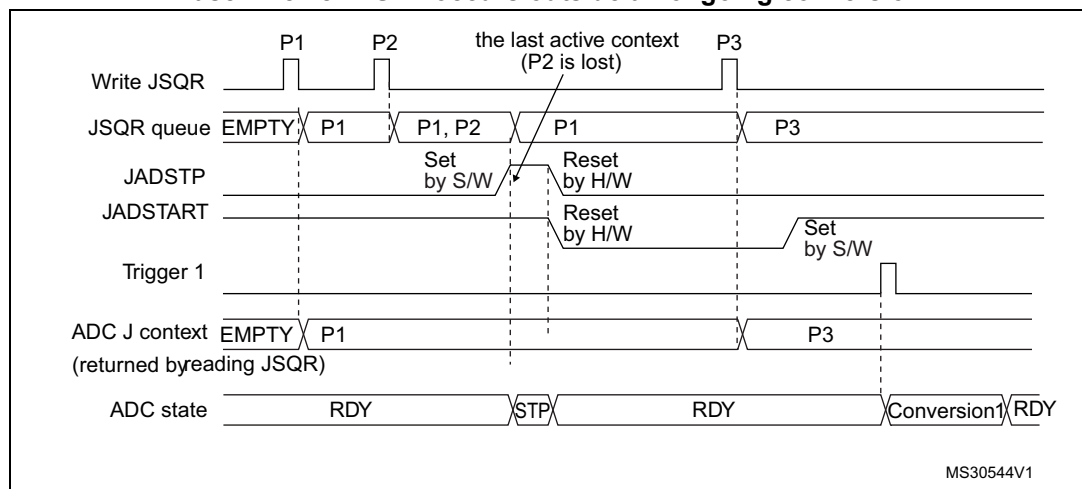 P1 P2 the last active context P3
(P2 is lost)
Write JSQR
JSQR queue EMPTY P1 P1, P2 P1 P3
Set Reset
JADSTP by S/W by H/W
JADSTART Reset Set
by H/W by S/W
Trigger 1
ADC J context EMPTY P1 P3
(returned byreading JSQR)
ADC state RDY STP RDY Conversion1 RDY
MS30544V1